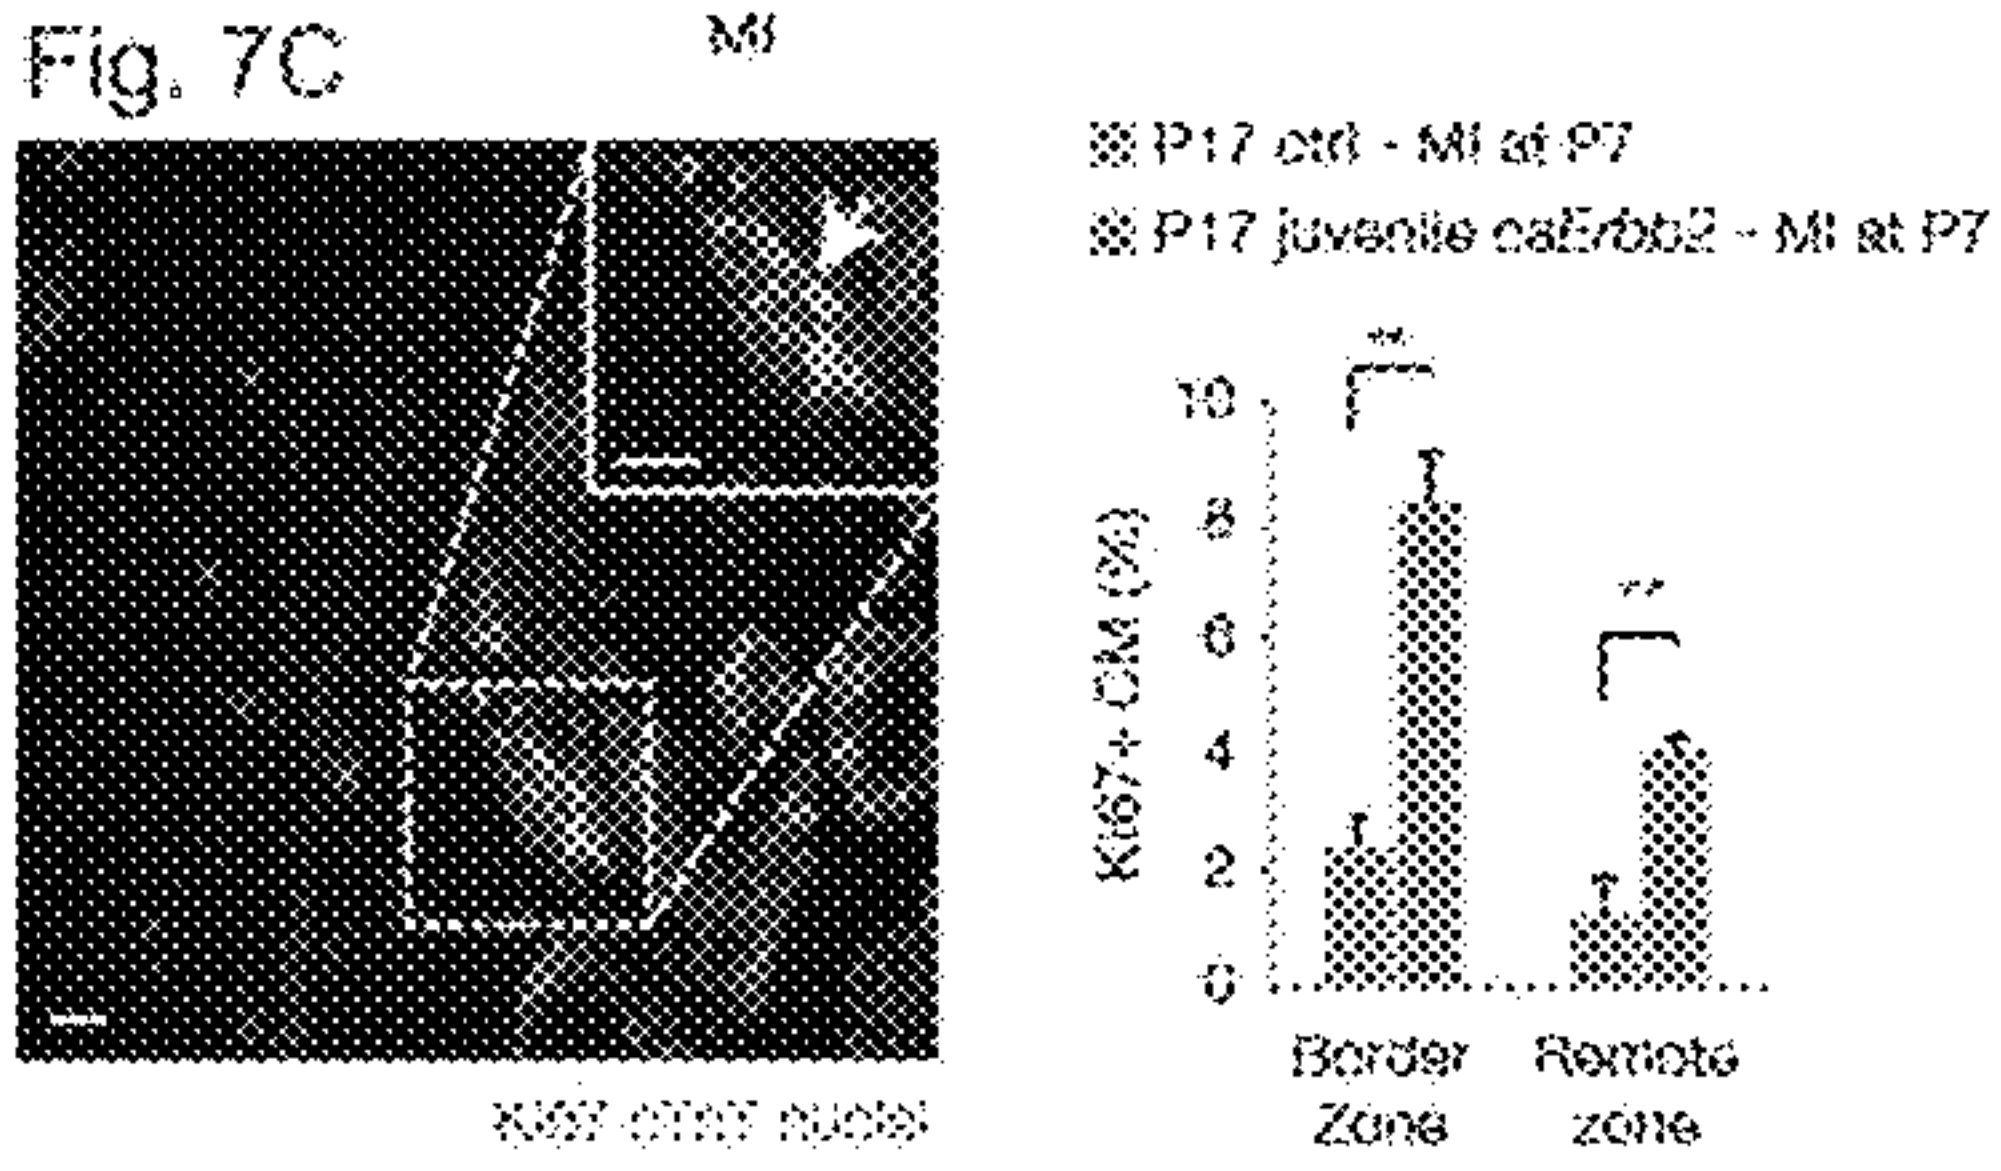 Fig. 7C
MI
P17 ctrl - MI at P7
P17 juvenile caErbb2 - MI at P7
**
10
8
6
4
2
0
**
Ki67+ CM (%)
Border Zone
Remote zone
Ki67 cTnT nuclei